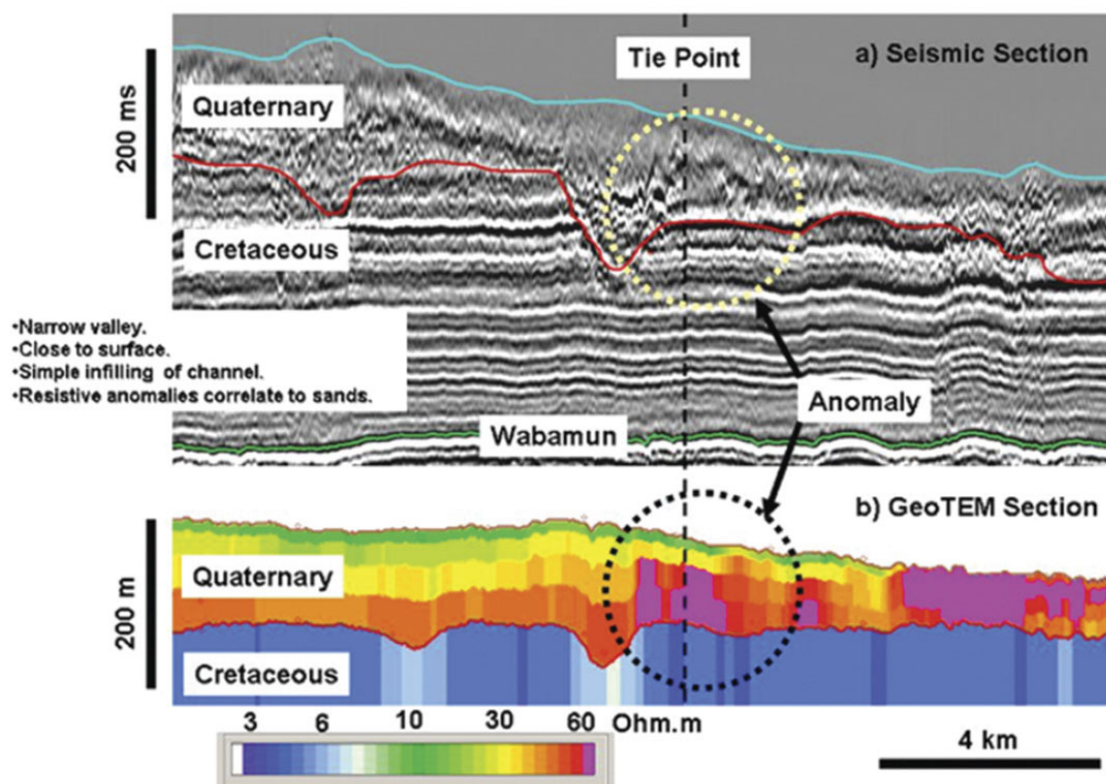 Tie Point
a) Seismic Section
Quaternary
200 ms
Cretaceous
•Narrow valley.
•Close to surface.
•Simple infilling of channel.
•Resistive anomalies correlate to sands.
Anomaly
Wabamun
b) GeoTEM Section
Quaternary
200 m
Cretaceous
3 6 10 30 60 Ohm.m
4 km